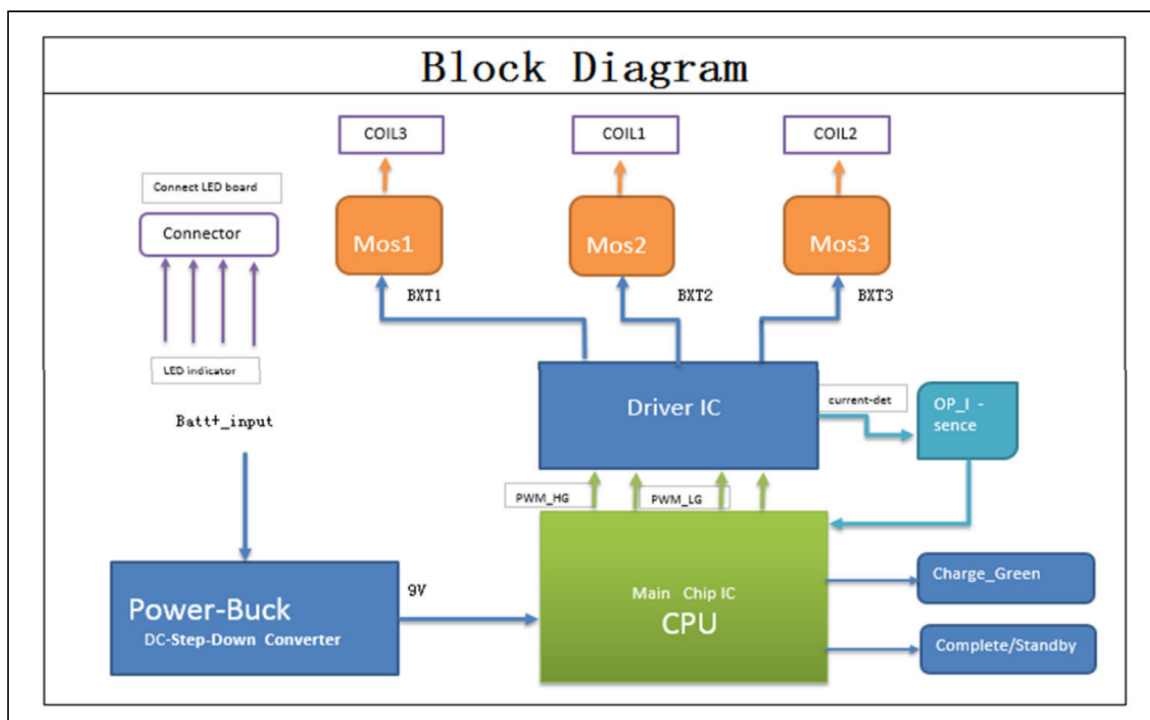 Block Diagram
COIL3
COIL1
COIL2
Connect LED board
Connector
Mos1
Mos2
Mos3
BXT1
BXT2
BXT3
LED indicator
Batt+_input
Driver IC
current-det
OP_I -
sence
PWM_HG
PWM_LG
Power-Buck
DC-Step-Down Converter
9V
Main Chip IC
CPU
Charge_Green
Complete/Standby